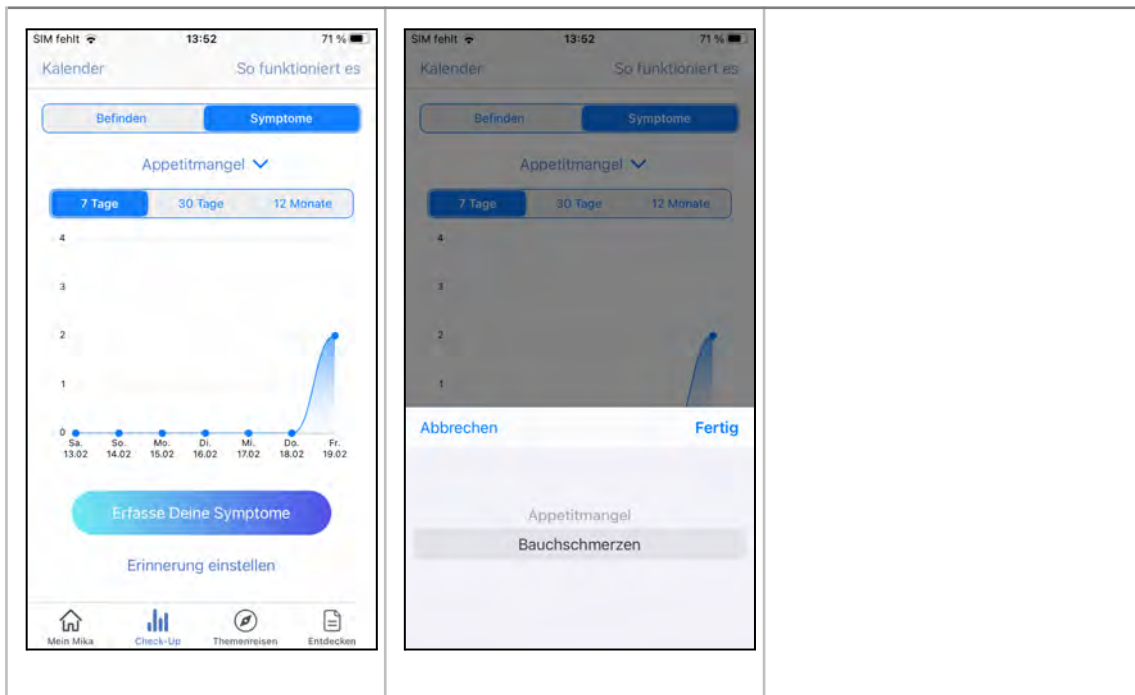 SIM fehlt 13:52 71 %
Kalender So funktioniert es
Befinden Symptome
Appetitmangel
7 Tage 30 Tage 12 Monate
4
3
2
1
0
Sa. So. Mo. Di. Mi. Do. Fr.
13.02 14.02 15.02 16.02 17.02 18.02 19.02
Erfasse Deine Symptome
Erinnerung einstellen
Mein Mika Check-Up Themenreisen Entdecken
SIM fehlt 13:52 71 %
Kalender So funktioniert es
Befinden Symptome
Appetitmangel
7 Tage 30 Tage 12 Monate
4
3
2
1
Abbrechen Fertig
Appetitmangel
Bauchschmerzen